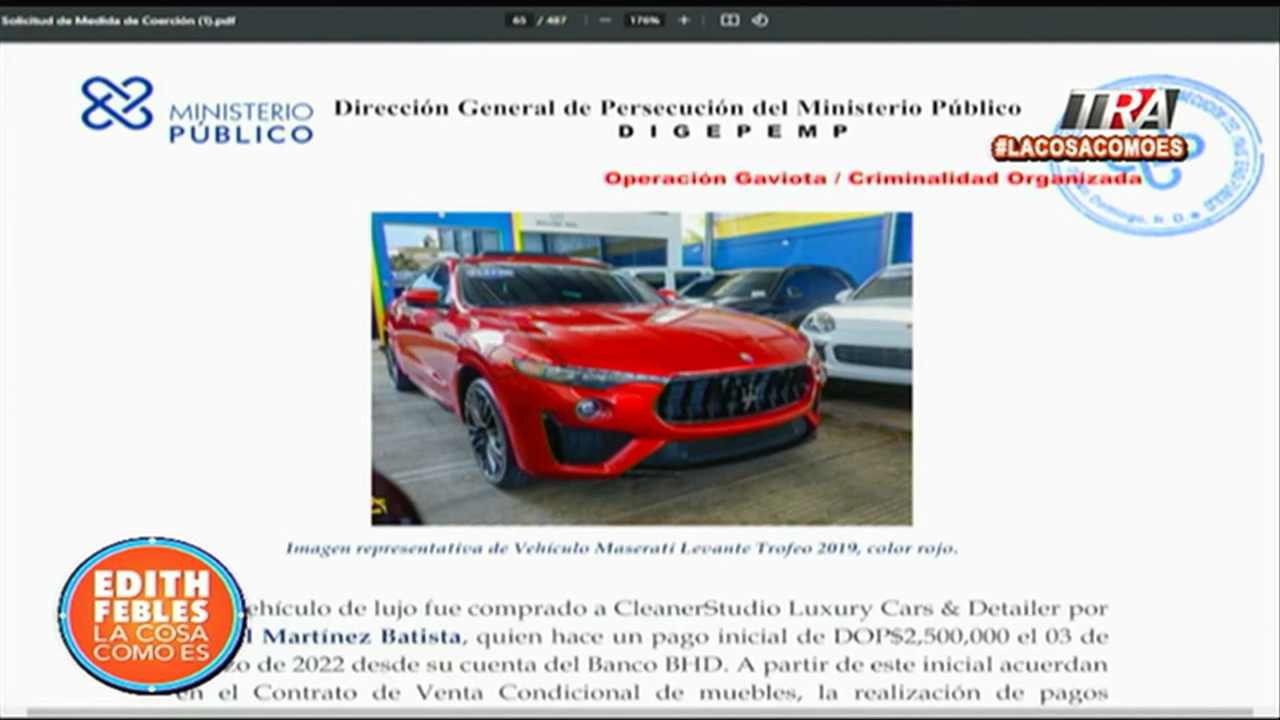 Solicitud de Medida de Coerción (1).pdf
65 / 487
176%
MINISTERIO
PÚBLICO
Dirección General de Persecución del Ministerio Público
DIGEPEMP
TRA
#LACOSACOMOES
Operación Gaviota / Criminalidad Organizada
Imagen representativa de Vehículo Maserati Levante Trofeo 2019, color rojo.
EDITH
FEBLES
LA COSA
COMO ES
ehículo de lujo fue comprado a CleanerStudio Luxury Cars & Detailer por
l Martínez Batista, quien hace un pago inicial de DOP$2,500,000 el 03 de
zo de 2022 desde su cuenta del Banco BHD. A partir de este inicial acuerdan
en el Contrato de Venta Condicional de muebles, la realización de pagos